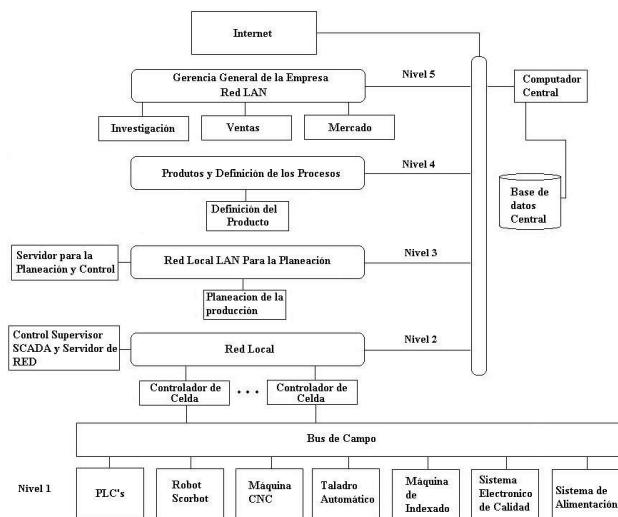 Internet
Gerencia General de la Empresa
Red LAN
Nivel 5
Computador
Central
Investigación
Ventas
Mercado
Produtos y Definición de los Procesos
Nivel 4
Base de
datos
Central
Definición del
Producto
Servidor para la
Planeación y Control
Red Local LAN Para la Planeación
Nivel 3
Planeacion de la
producción
Control Supervisor
SCADA y Servidor de
RED
Red Local
Nivel 2
Controlador de
Celda
...
Controlador de
Celda
Bus de Campo
Nivel 1
PLC's
Robot
Scorbot
Máquina
CNC
Taladro
Automático
Máquina
de
Indexado
Sistema
Electronico
de Calidad
Sistema de
Alimentación